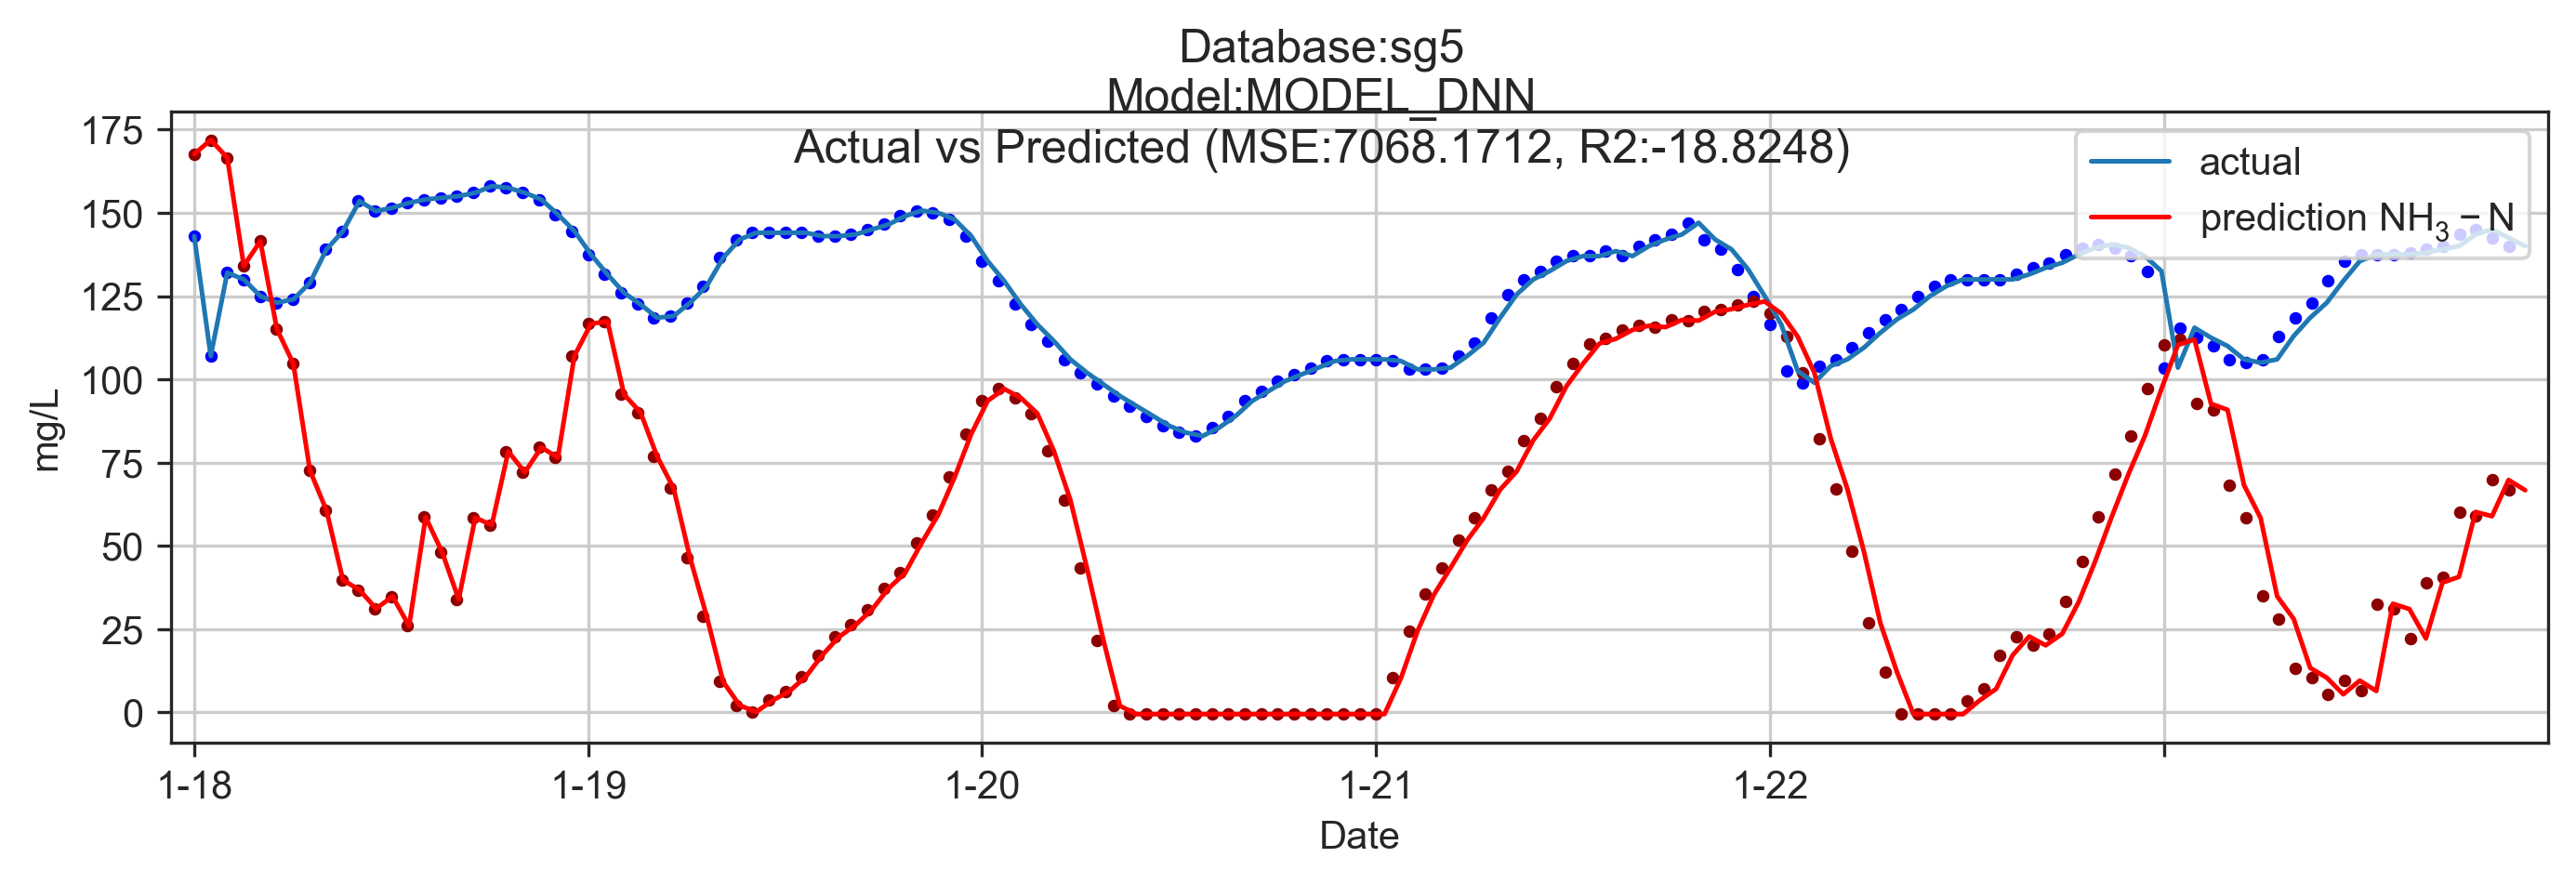 Database:sg5
Model:MODEL_DNN
Actual vs Predicted (MSE:7068.1712, R2:-18.8248)
175
150
125
100
75
50
25
0
mg/L
actual
prediction NH₃ − N
1-18 1-19 1-20 1-21 1-22
Date